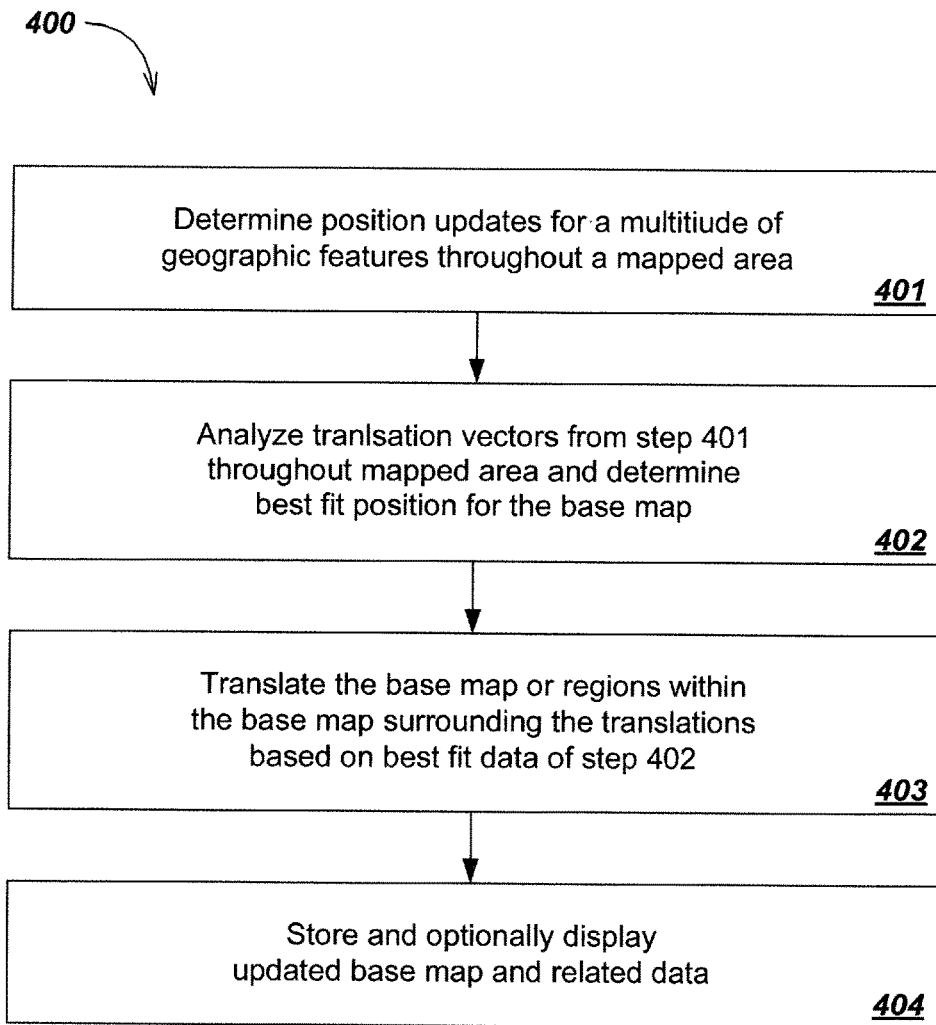 400
Determine position updates for a multitiude of
geographic features throughout a mapped area
401
Analyze tranlsation vectors from step 401
throughout mapped area and determine
best fit position for the base map
402
Translate the base map or regions within
the base map surrounding the translations
based on best fit data of step 402
403
Store and optionally display
updated base map and related data
404